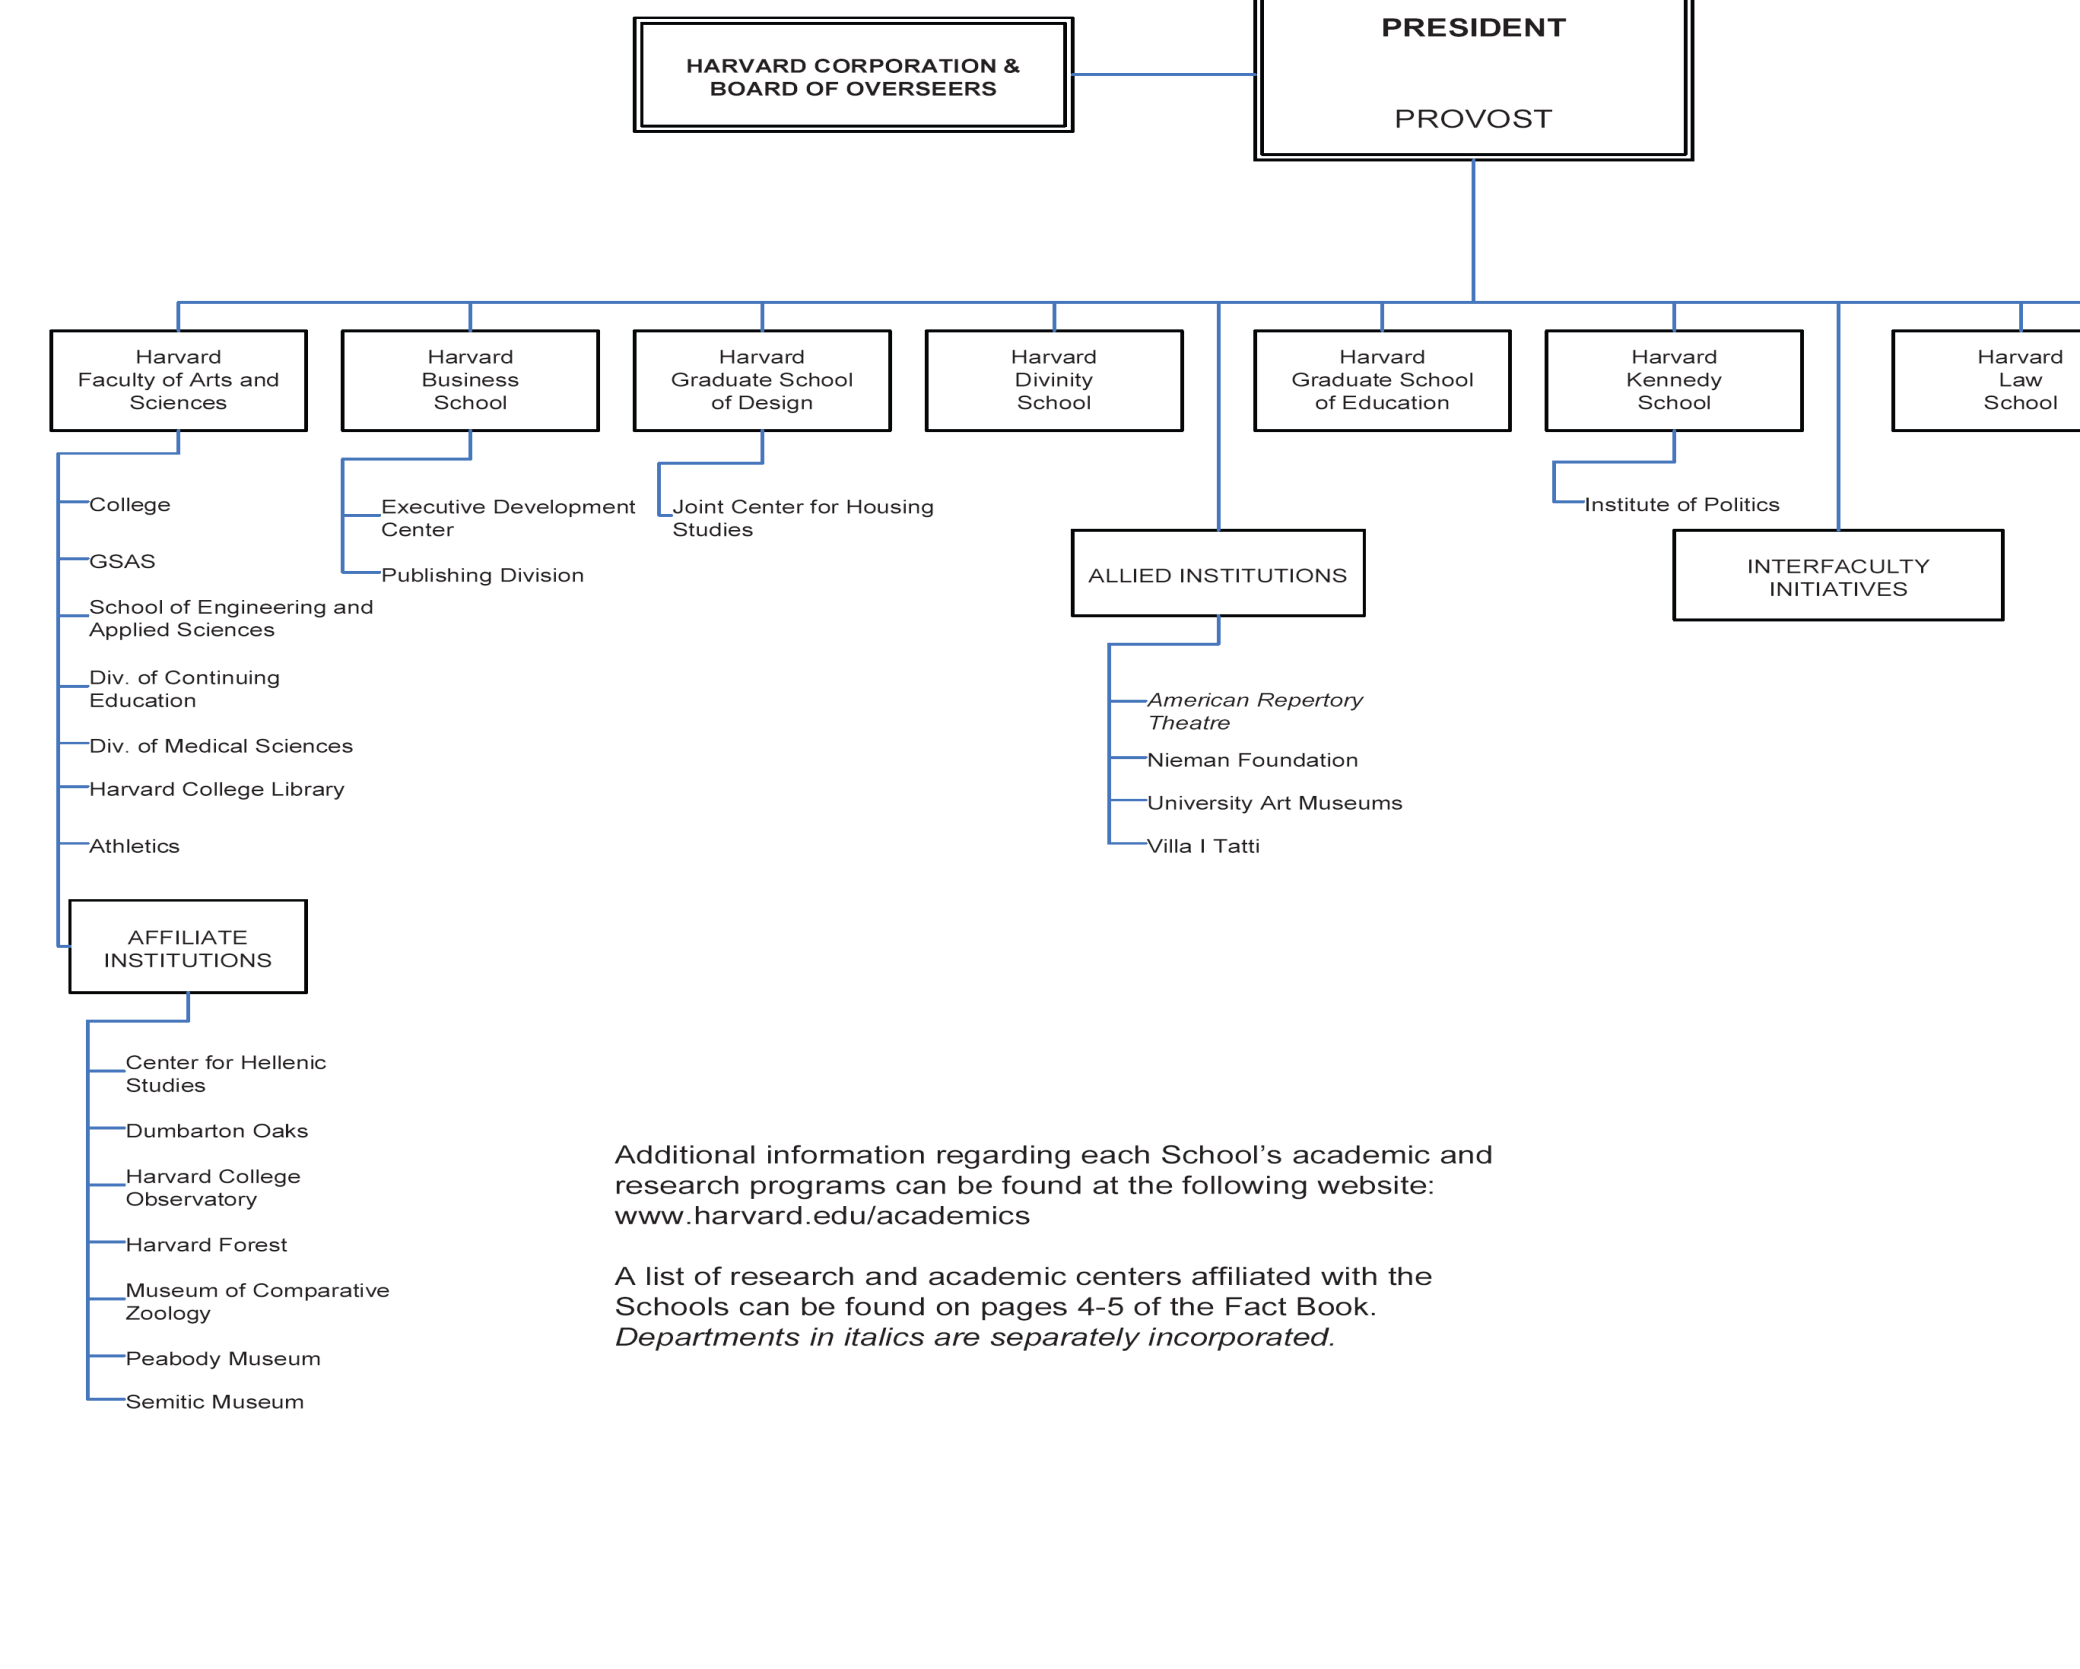 PRESIDENT
HARVARD CORPORATION &
BOARD OF OVERSEERS
PROVOST
Harvard
Faculty of Arts and
Sciences
Harvard
Business
School
Harvard
Graduate School
of Design
Harvard
Divinity
School
Harvard
Graduate School
of Education
Harvard
Kennedy
School
Harvard
Law
School
College
GSAS
School of Engineering and
Applied Sciences
Div. of Continuing
Education
Div. of Medical Sciences
Harvard College Library
Athletics
Executive Development
Center
Publishing Division
Joint Center for Housing
Studies
Institute of Politics
ALLIED INSTITUTIONS
American Repertory
Theatre
Nieman Foundation
University Art Museums
Villa I Tatti
INTERFACULTY
INITIATIVES
AFFILIATE
INSTITUTIONS
Center for Hellenic
Studies
Dumbarton Oaks
Harvard College
Observatory
Harvard Forest
Museum of Comparative
Zoology
Peabody Museum
Semitic Museum
Additional information regarding each School’s academic and
research programs can be found at the following website:
www.harvard.edu/academics
A list of research and academic centers affiliated with the
Schools can be found on pages 4-5 of the Fact Book.
Departments in italics are separately incorporated.